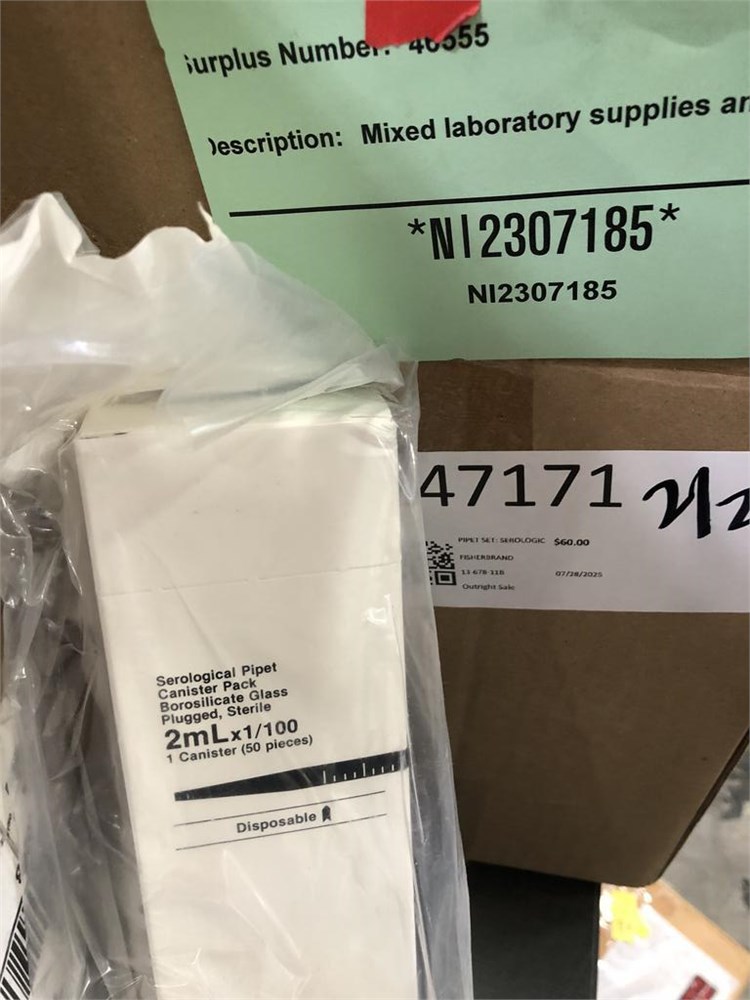 Surplus Number: 46555
Description: Mixed laboratory supplies an
*NI2307185*
NI2307185
47171
PIPET SET: SEROLOGIC $60.00
FISHERBRAND
13-678-11B 07/28/2025
Outright Sale
Serological Pipet
Canister Pack
Borosilicate Glass
Plugged, Sterile
2mLx1/100
1 Canister (50 pieces)
Disposable